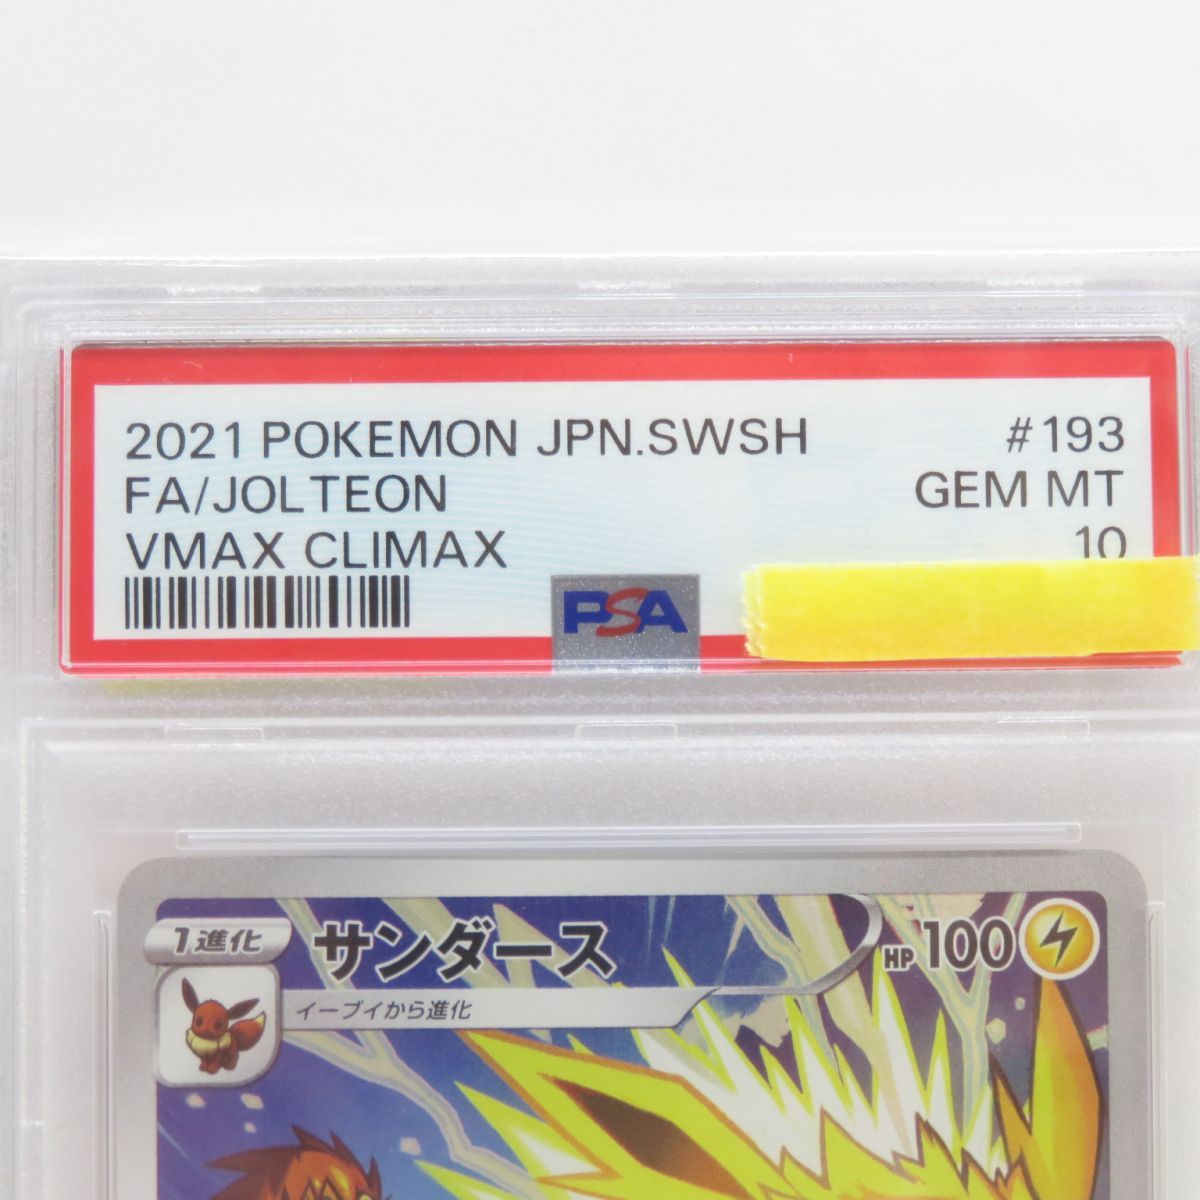 2021 POKEMON JPN.SWSH #193
FA/JOLTEON GEM MT
VMAX CLIMAX 10
PSA
1進化 サンダース HP 100
イーブイから進化